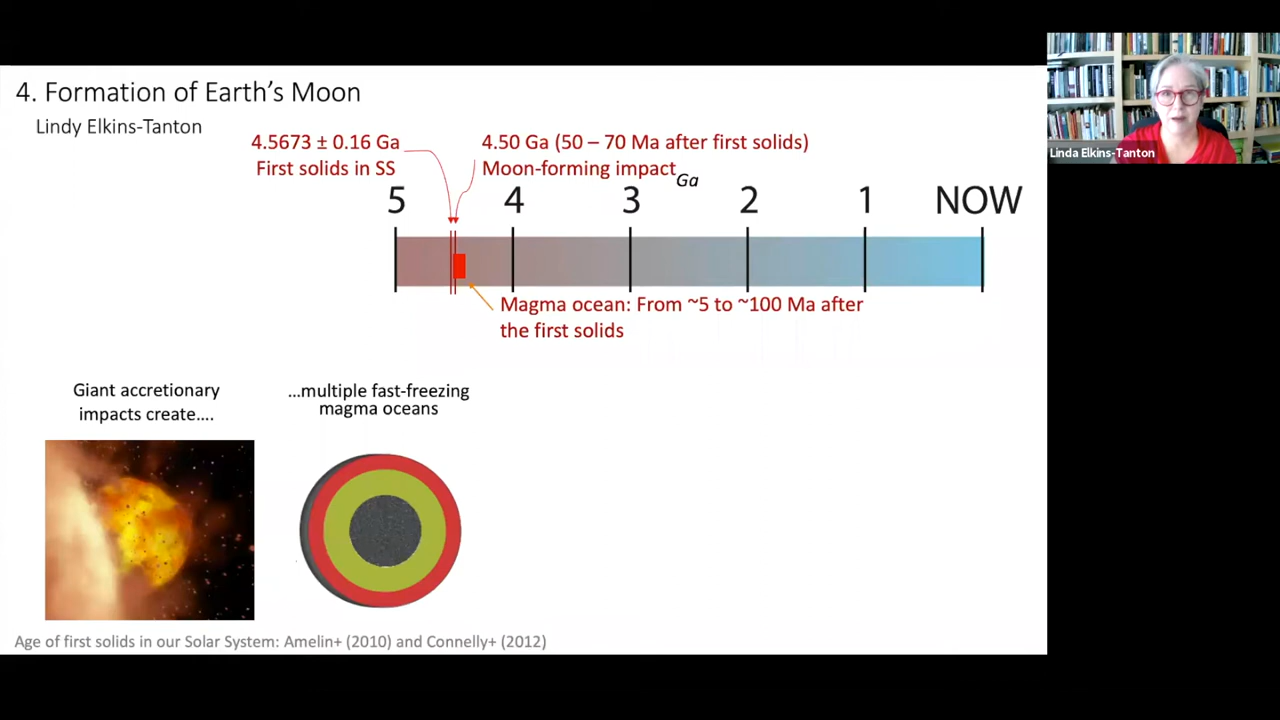 4. Formation of Earth's Moon
Lindy Elkins-Tanton
4.5673 ± 0.16 Ga
First solids in SS
4.50 Ga (50 – 70 Ma after first solids)
Moon-forming impact
Ga
5 4 3 2 1 NOW
Magma ocean: From ~5 to ~100 Ma after
the first solids
Giant accretionary
impacts create....
...multiple fast-freezing
magma oceans
Age of first solids in our Solar System: Amelin+ (2010) and Connelly+ (2012)
Linda Elkins-Tanton